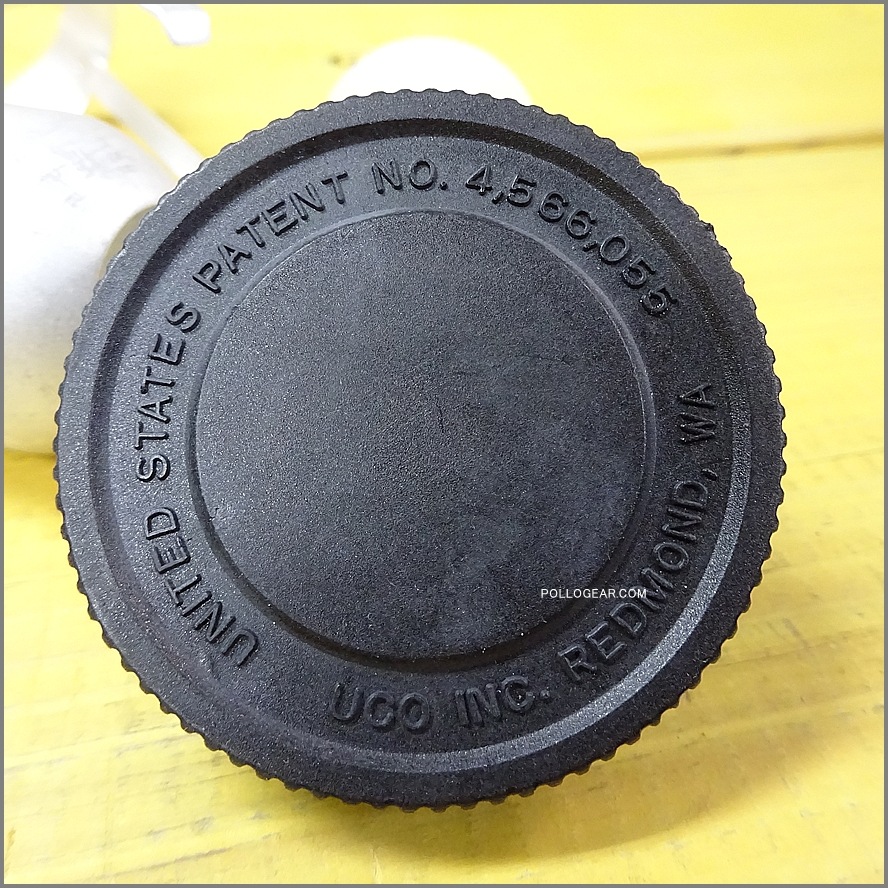 UNITED STATES PATENT NO. 4,566,055
UCO INC. REDMOND, WA
POLLOGEAR.COM